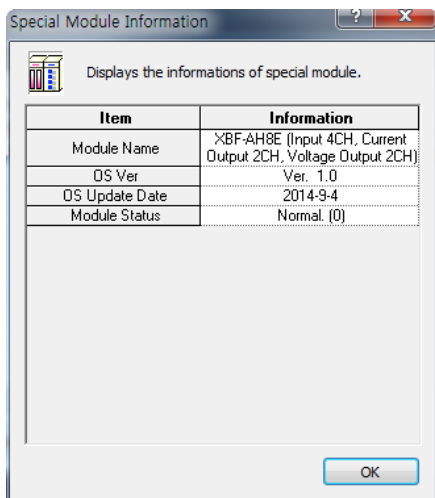 Special Module Information
?
X
Displays the informations of special module.
Item Information
Module Name XBF-AH8E (Input 4CH, Current
Output 2CH, Voltage Output 2CH)
OS Ver Ver. 1.0
OS Update Date 2014-9-4
Module Status Normal. (0)
OK